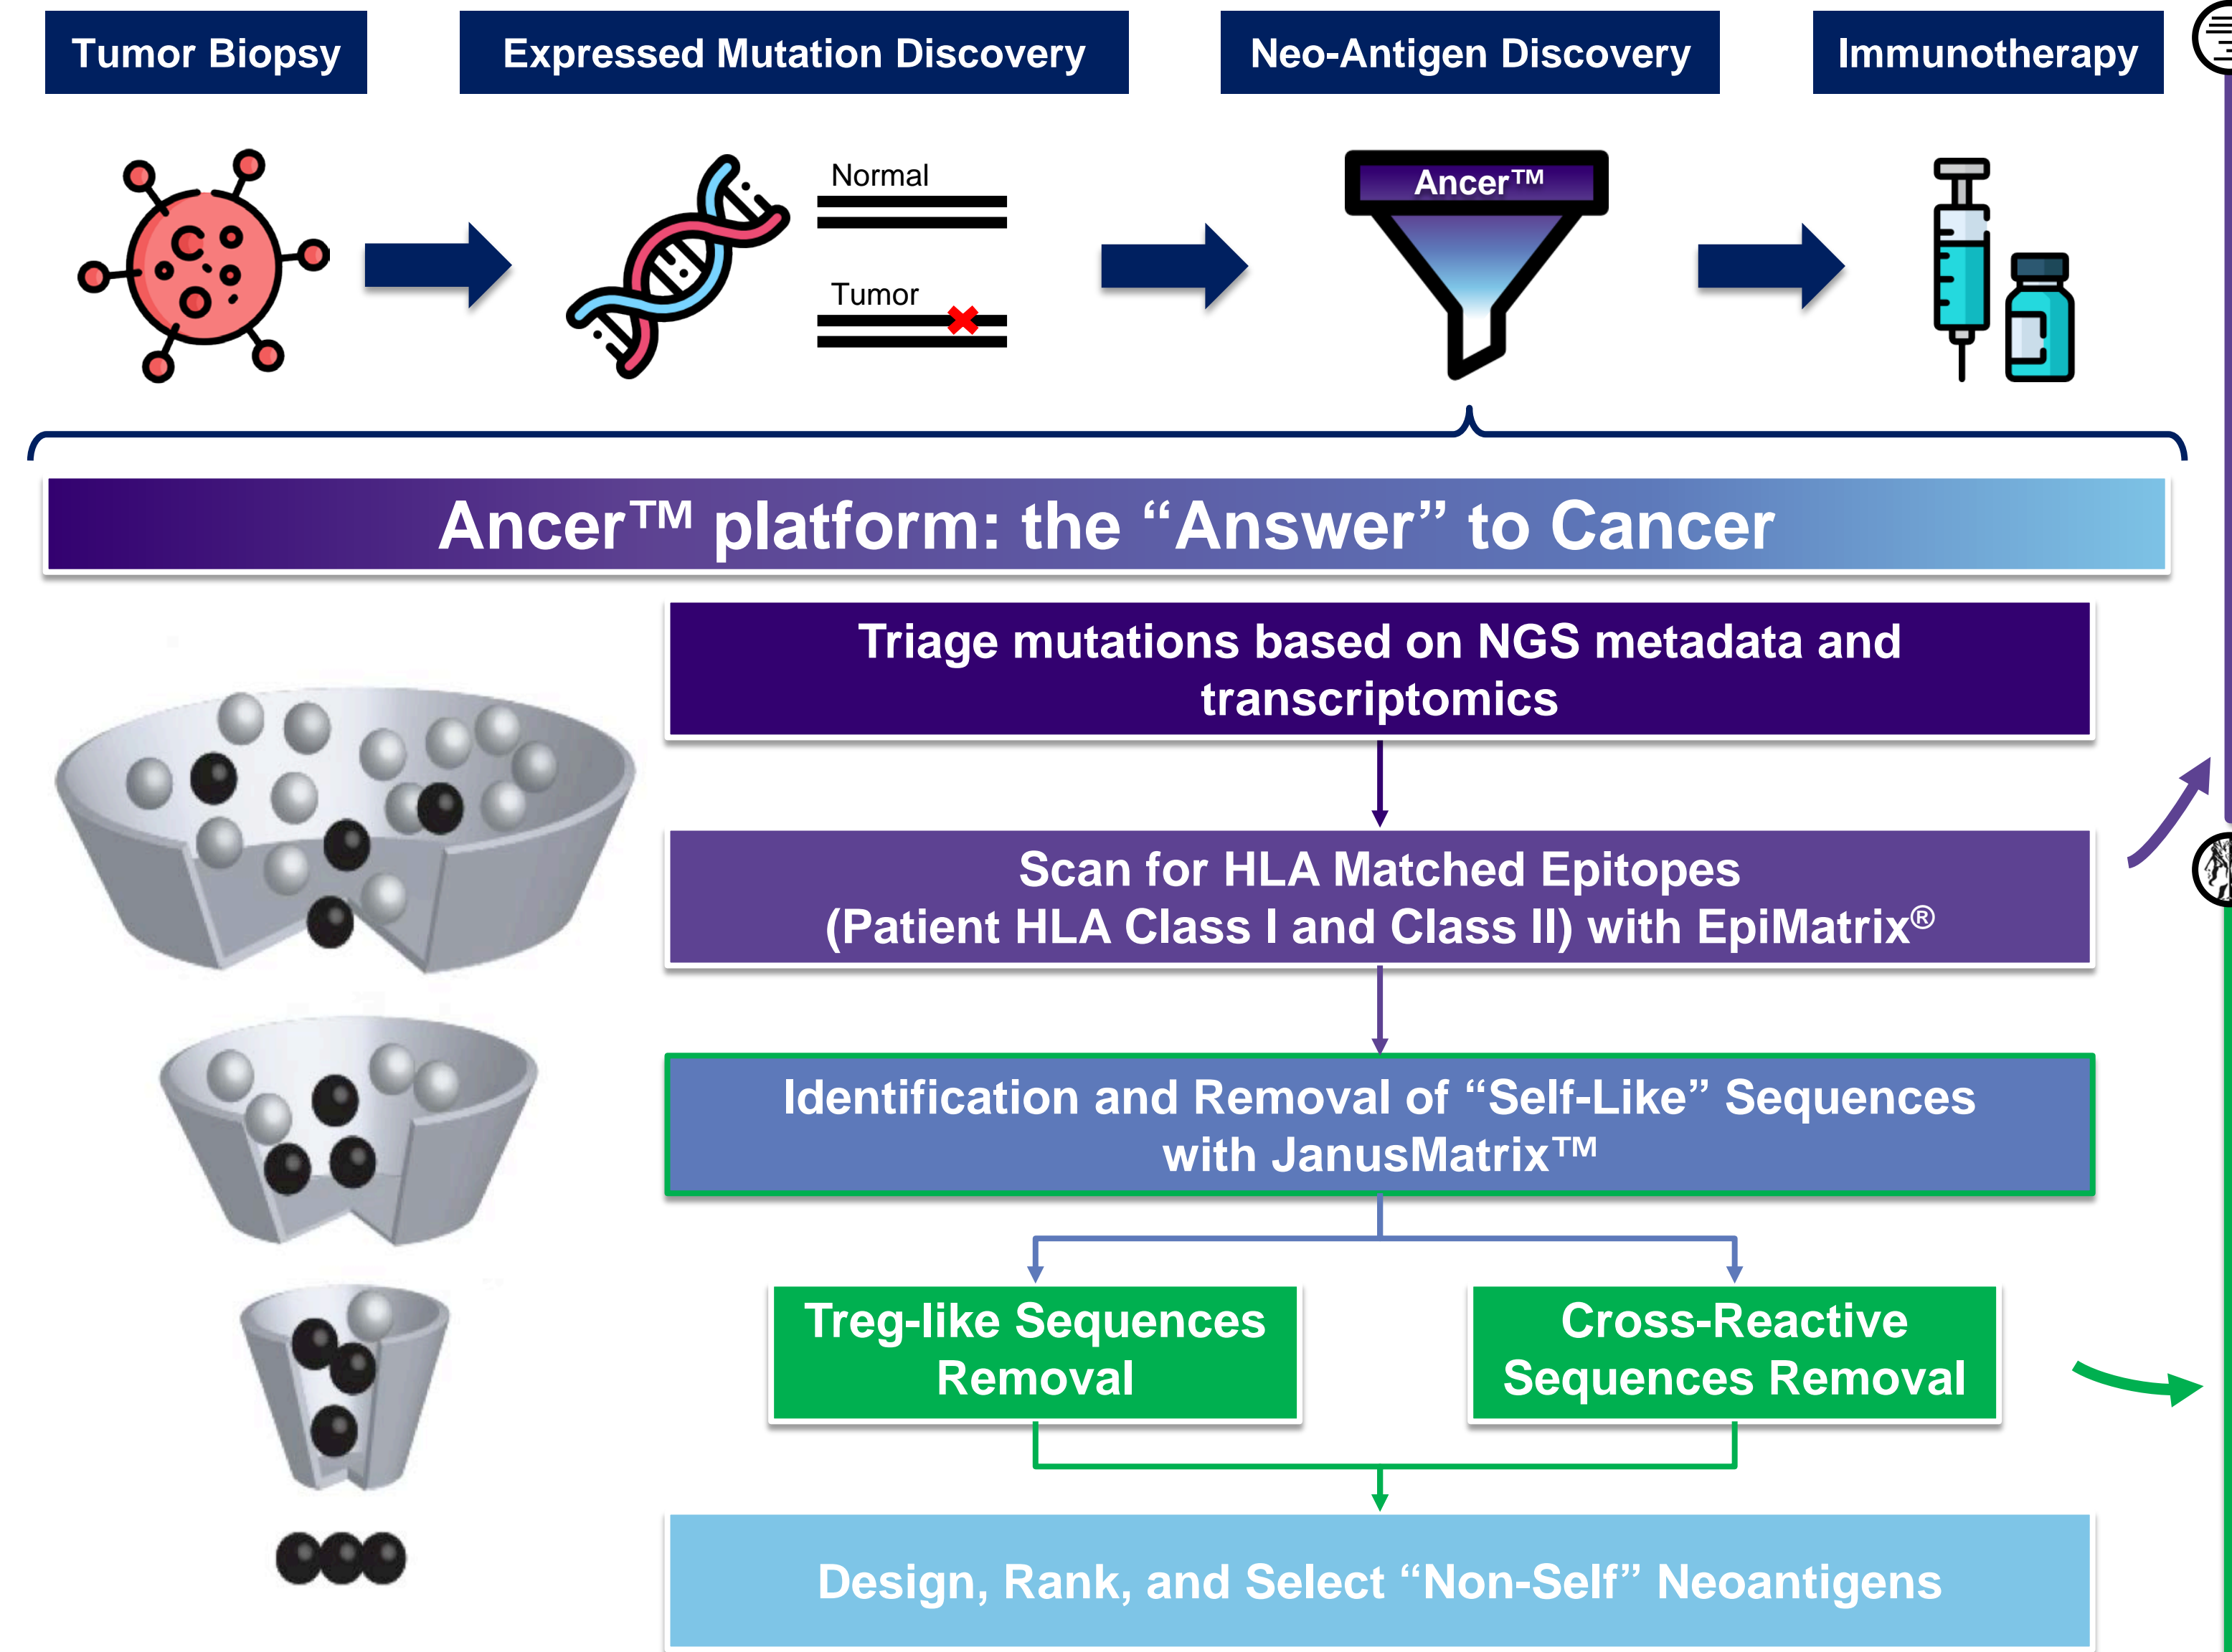 Tumor Biopsy
Expressed Mutation Discovery
Neo-Antigen Discovery
Immunotherapy
Normal
Tumor
Ancer™
Ancer™ platform: the “Answer” to Cancer
Triage mutations based on NGS metadata and
transcriptomics
Scan for HLA Matched Epitopes
(Patient HLA Class I and Class II) with EpiMatrix®
Identification and Removal of “Self-Like” Sequences
with JanusMatrix™
Treg-like Sequences
Removal
Cross-Reactive
Sequences Removal
Design, Rank, and Select “Non-Self” Neoantigens